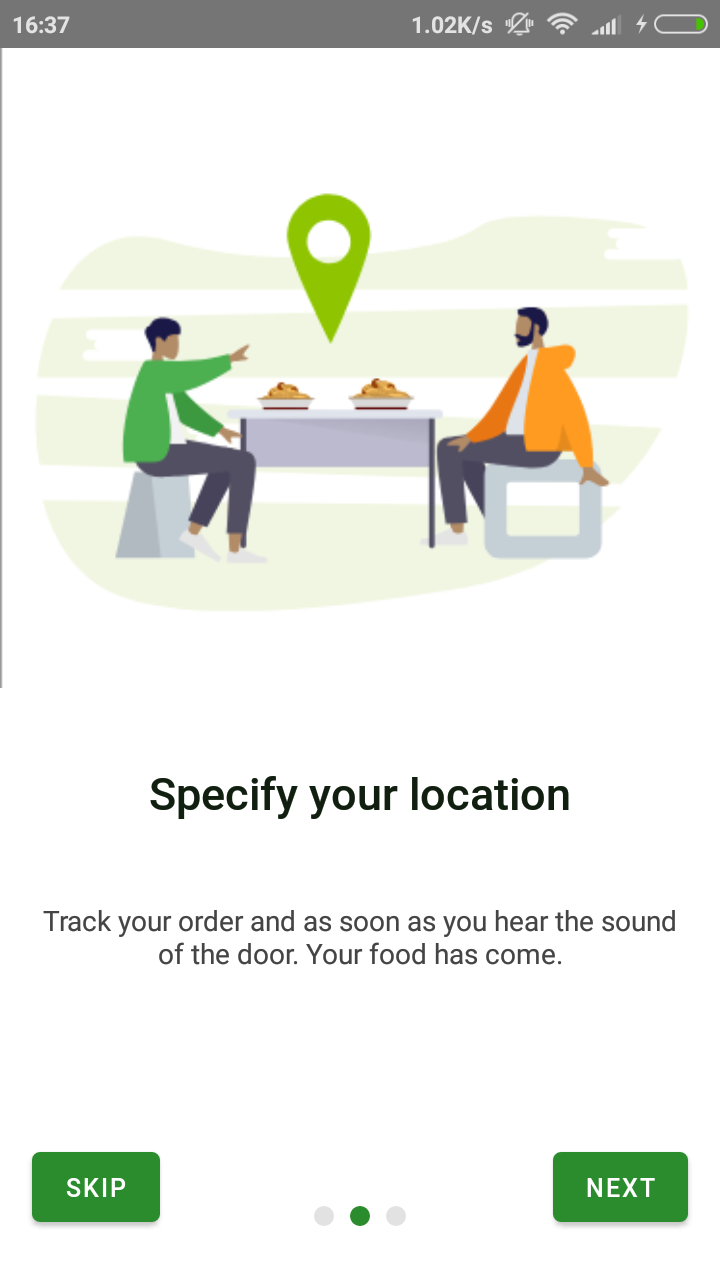 16:37
1.02K/s
Specify your location
Track your order and as soon as you hear the sound
of the door. Your food has come.
SKIP
NEXT